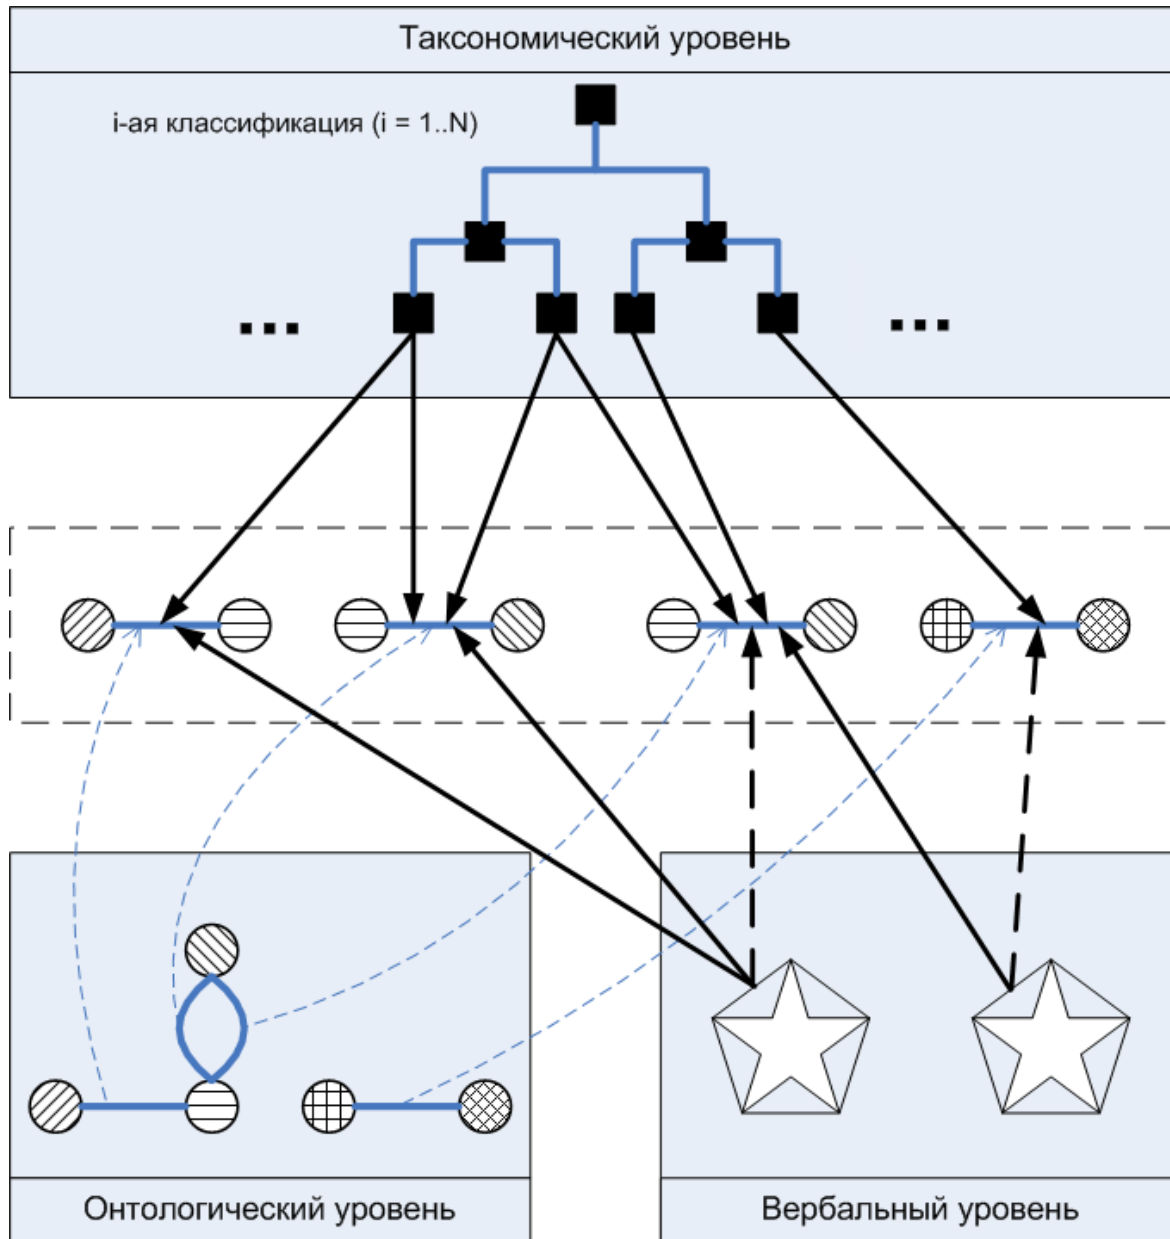 Таксономический уровень
i-ая классификация (i = 1..N)
...
...
Онтологический уровень
Вербальный уровень